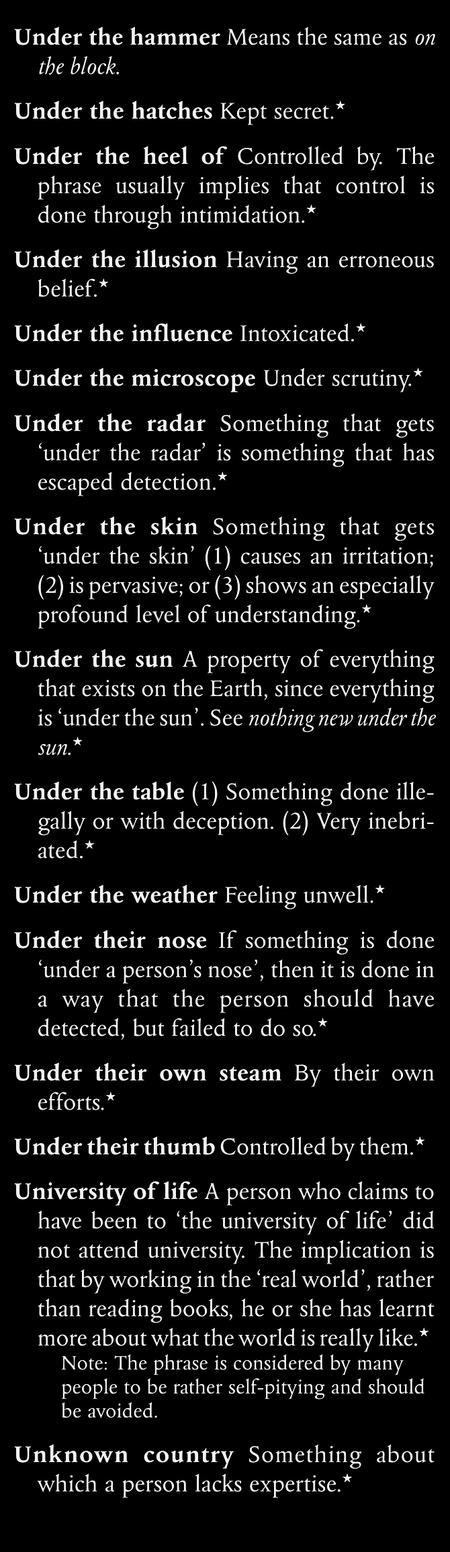 Under the hammer Means the same as on
the block.
Under the hatches Kept secret.★
Under the heel of Controlled by. The
phrase usually implies that control is
done through intimidation.★
Under the illusion Having an erroneous
belief.★
Under the influence Intoxicated.★
Under the microscope Under scrutiny.★
Under the radar Something that gets
‘under the radar’ is something that has
escaped detection.★
Under the skin Something that gets
‘under the skin’ (1) causes an irritation;
(2) is pervasive; or (3) shows an especially
profound level of understanding.★
Under the sun A property of everything
that exists on the Earth, since everything
is ‘under the sun’. See nothing new under the
sun.★
Under the table (1) Something done ille-
gally or with deception. (2) Very inebri-
ated.★
Under the weather Feeling unwell.★
Under their nose If something is done
‘under a person’s nose’, then it is done in
a way that the person should have
detected, but failed to do so.★
Under their own steam By their own
efforts.★
Under their thumb Controlled by them.★
University of life A person who claims to
have been to ‘the university of life’ did
not attend university. The implication is
that by working in the ‘real world’, rather
than reading books, he or she has learnt
more about what the world is really like.★
Note: The phrase is considered by many
people to be rather self-pitying and should
be avoided.
Unknown country Something about
which a person lacks expertise.★